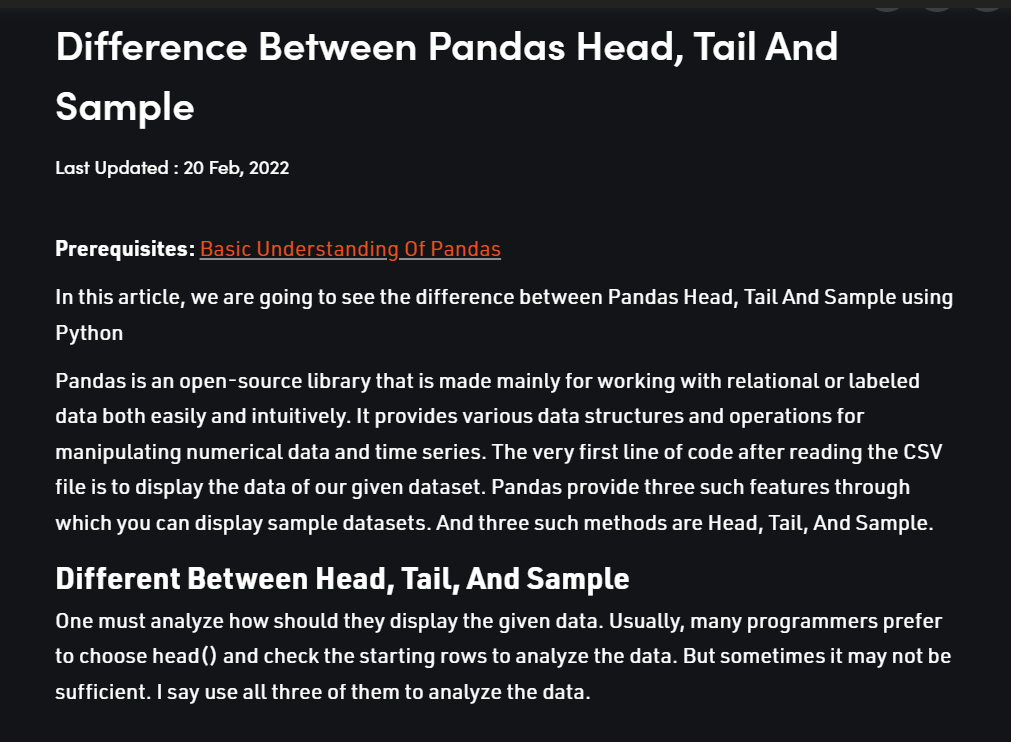 Difference Between Pandas Head, Tail And
Sample
Last Updated : 20 Feb, 2022
Prerequisites: Basic Understanding Of Pandas
In this article, we are going to see the difference between Pandas Head, Tail And Sample using
Python
Pandas is an open-source library that is made mainly for working with relational or labeled
data both easily and intuitively. It provides various data structures and operations for
manipulating numerical data and time series. The very first line of code after reading the CSV
file is to display the data of our given dataset. Pandas provide three such features through
which you can display sample datasets. And three such methods are Head, Tail, And Sample.
Different Between Head, Tail, And Sample
One must analyze how should they display the given data. Usually, many programmers prefer
to choose head() and check the starting rows to analyze the data. But sometimes it may not be
sufficient. I say use all three of them to analyze the data.